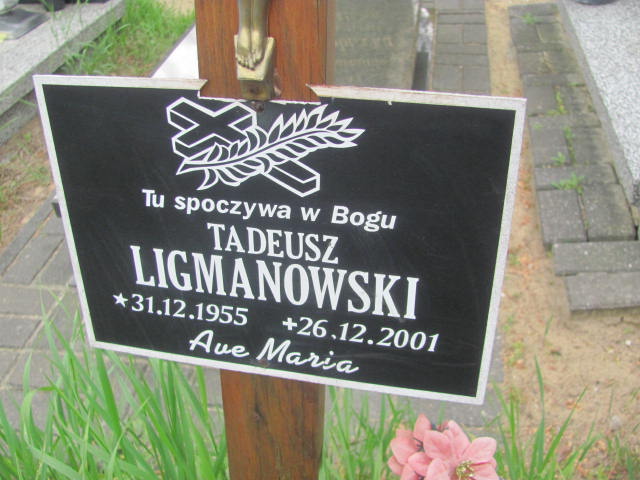 Tu spoczywa w Bogu
TADEUSZ
LIGMANOWSKI
★31.12.1955 +26.12.2001
Ave Maria